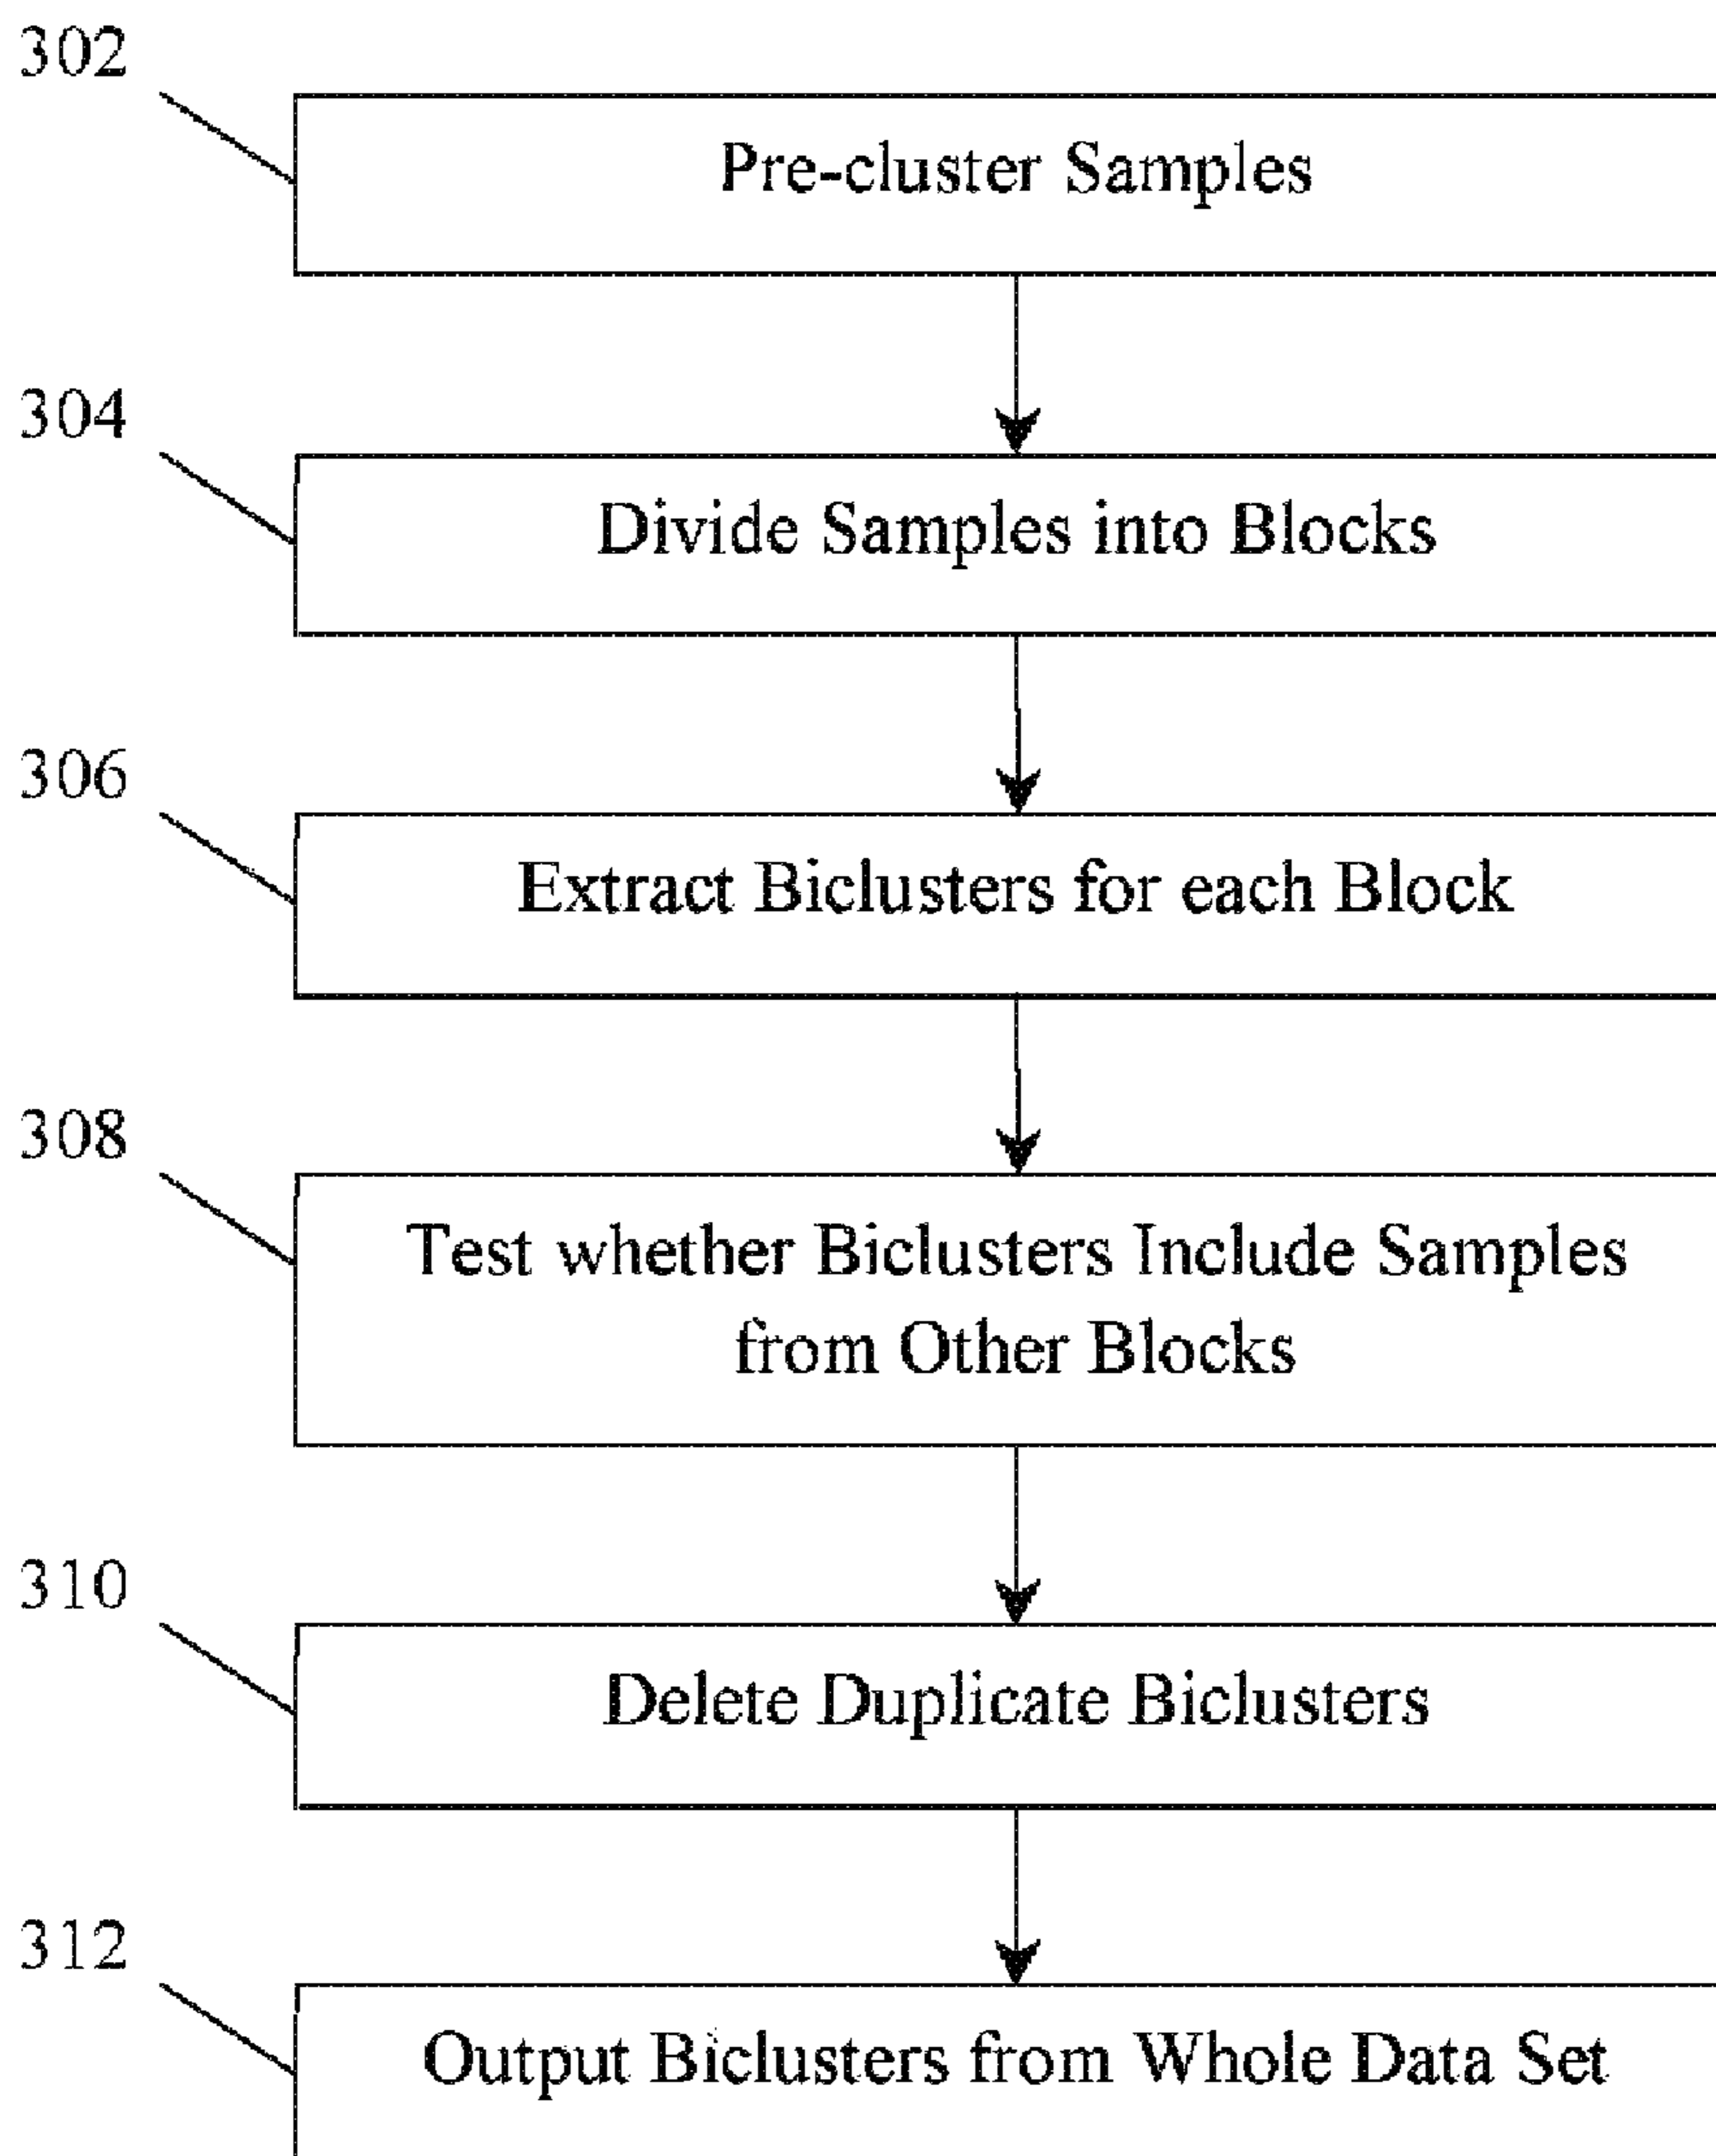 302
Pre-cluster Samples
304
Divide Samples into Blocks
306
Extract Biclusters for each Block
308
Test whether Biclusters Include Samples
from Other Blocks
310
Delete Duplicate Biclusters
312
Output Biclusters from Whole Data Set